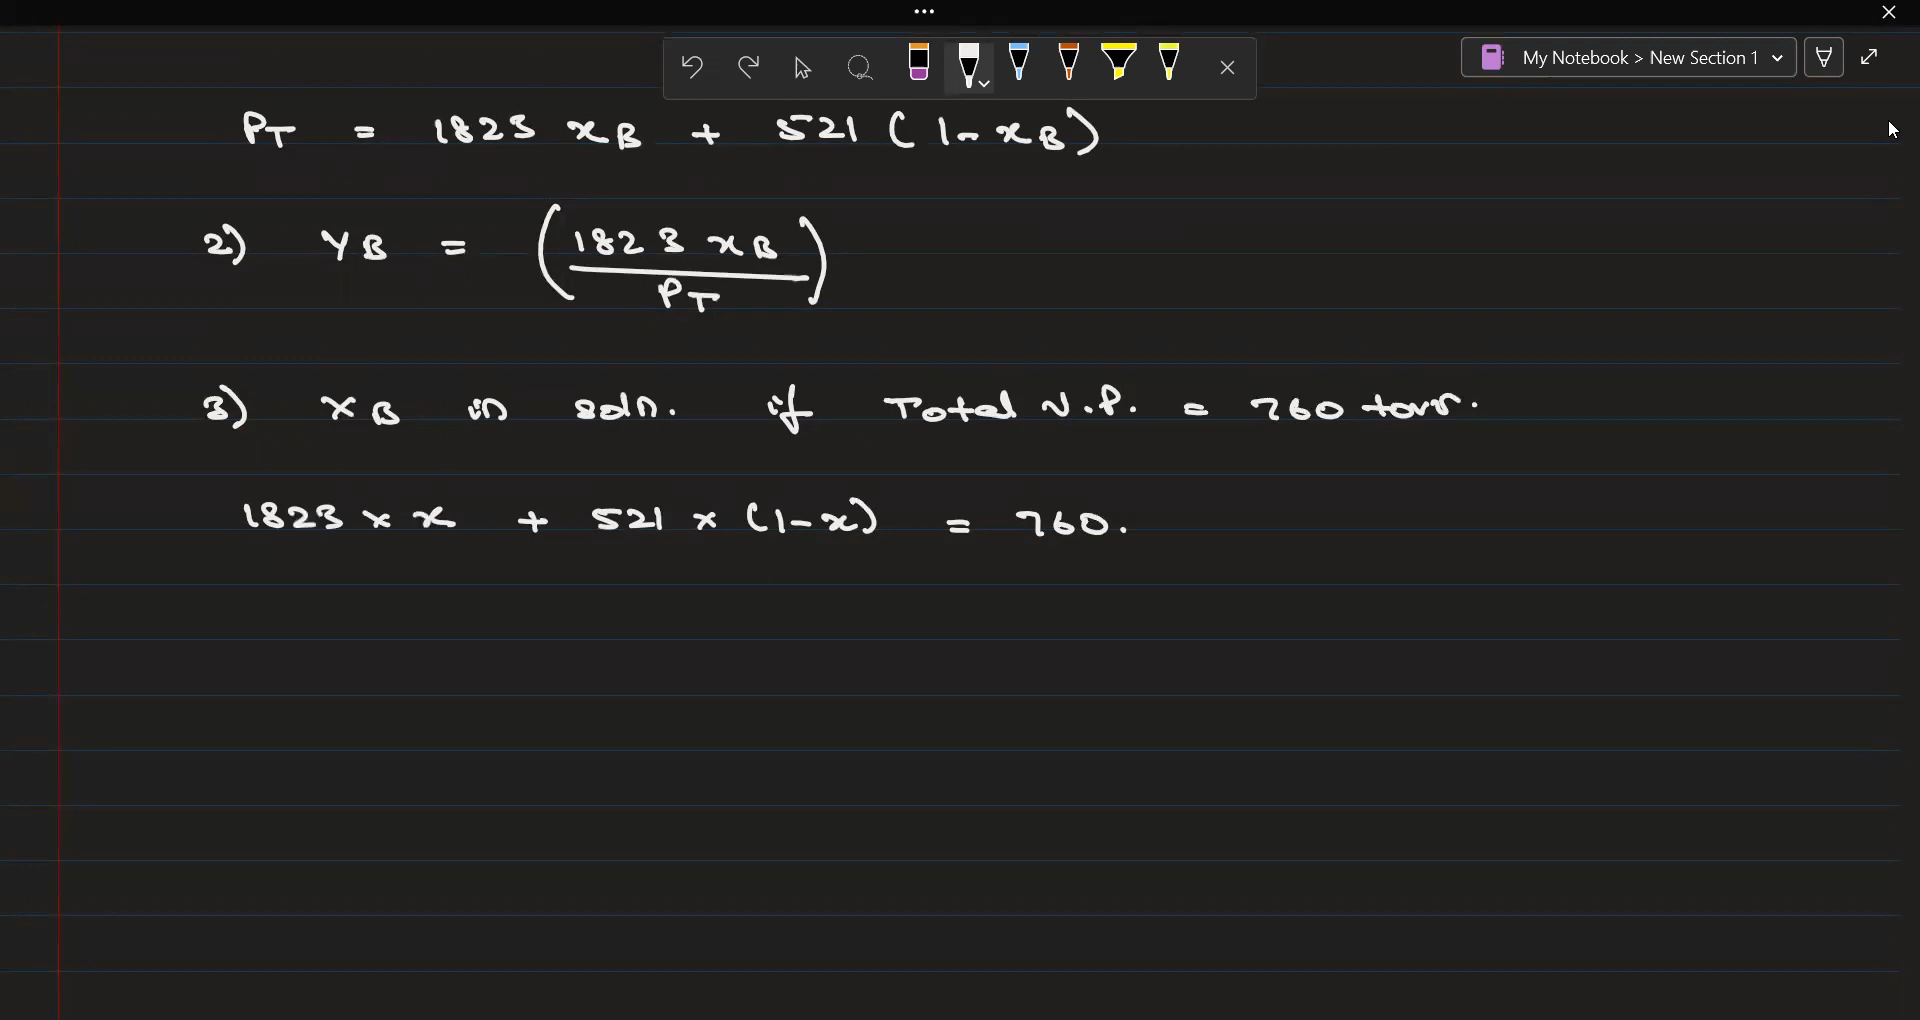 My Notebook > New Section 1
PT = 1823 xB + 521 (1-xB)
2) YB = (1823 xB / PT)
3) XB in soln. if Total V.P. = 760 torr.
1823 × x + 521 × (1-x) = 760.